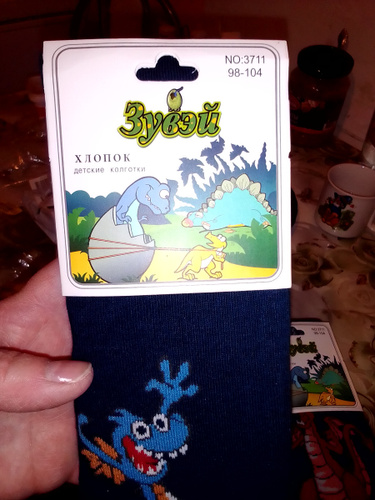 NO:3711
98-104
Зувэй
ХЛОПОК
детские колготки